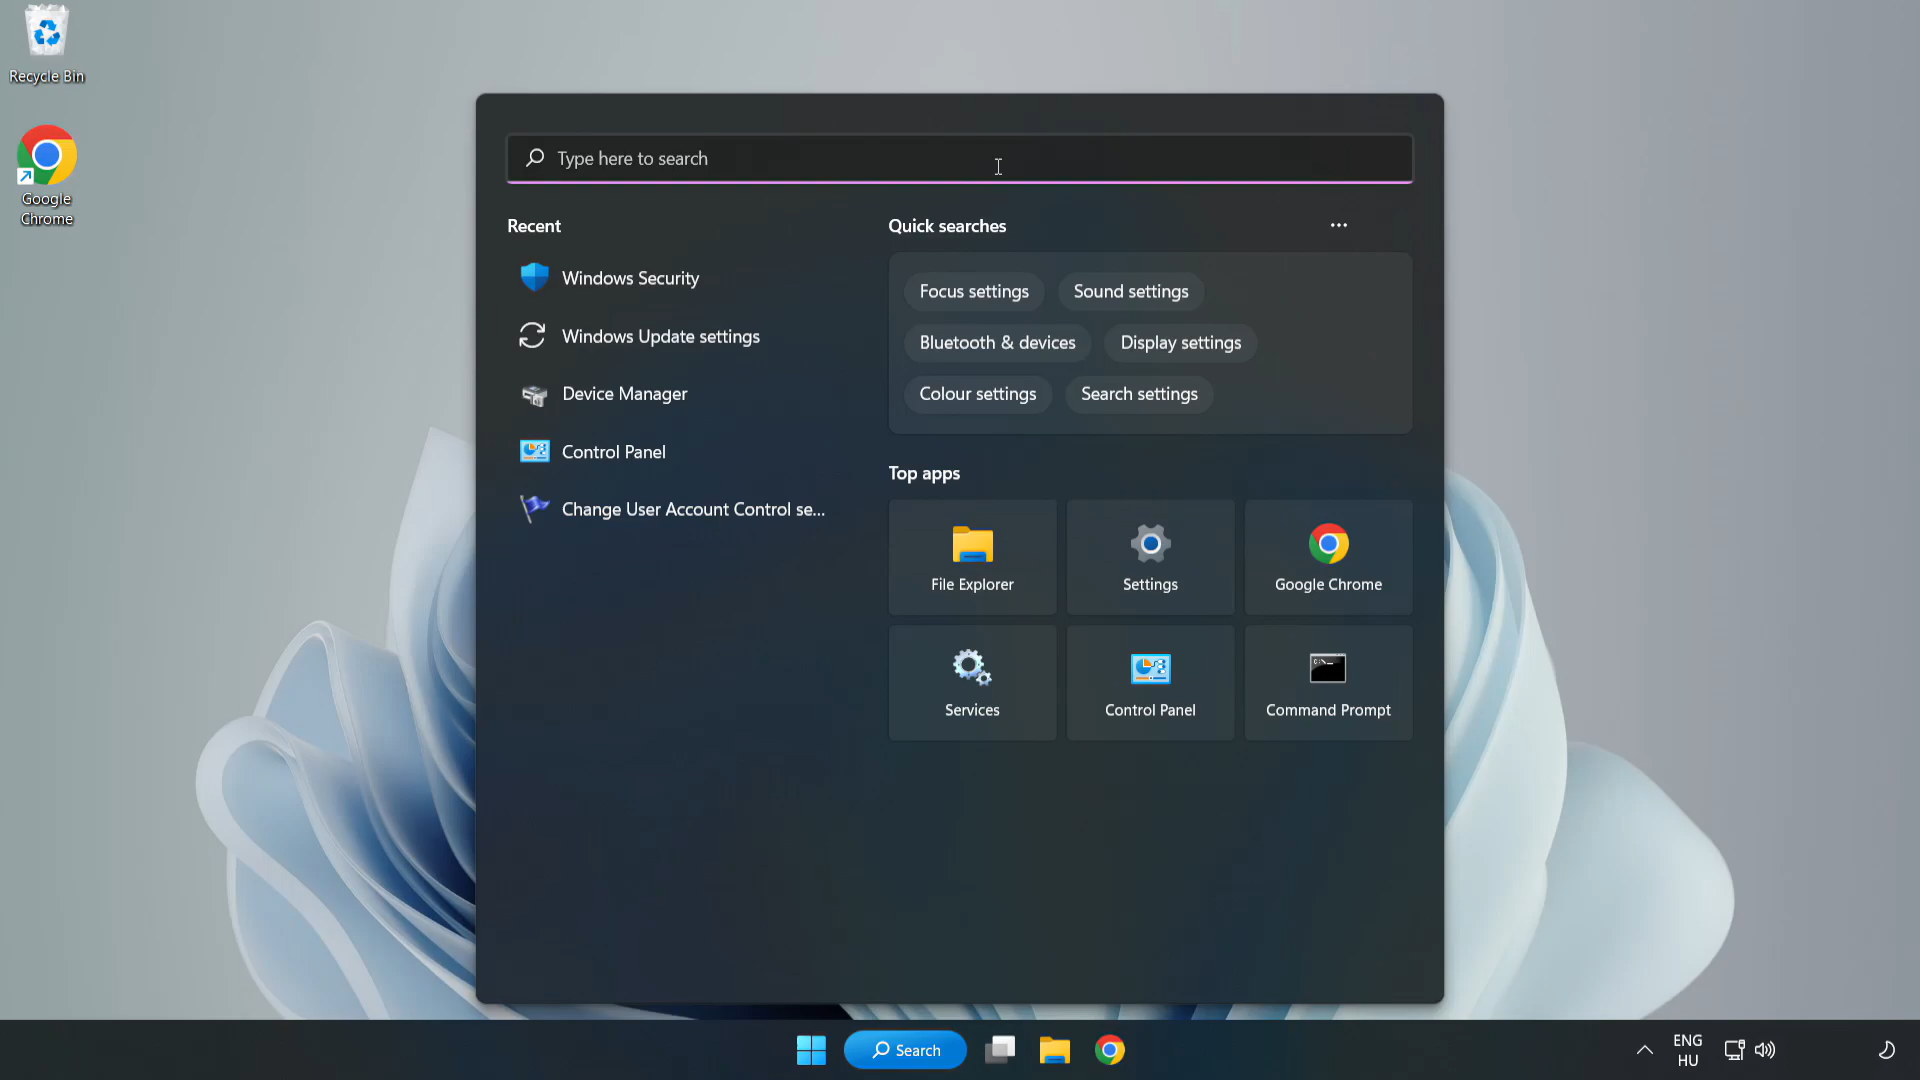 Recycle Bin
Google
Chrome
Type here to search
Recent
Windows Security
Windows Update settings
Device Manager
Control Panel
Change User Account Control se...
Quick searches
Focus settings
Sound settings
Bluetooth & devices
Display settings
Colour settings
Search settings
Top apps
File Explorer
Settings
Google Chrome
Services
Control Panel
Command Prompt
Search
ENG
HU